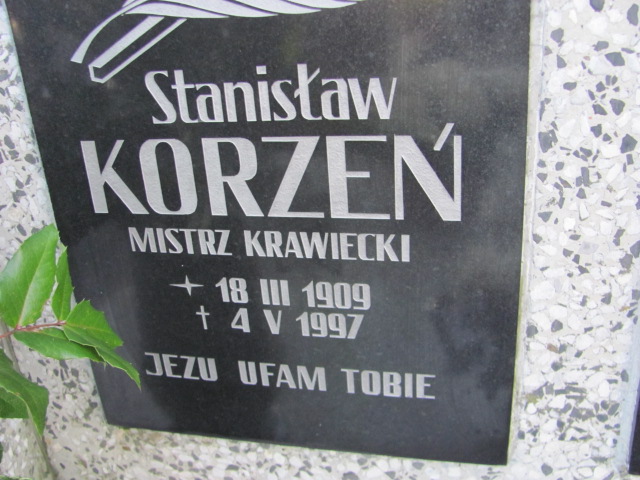 Stanisław
KORZEŃ
MISTRZ KRAWIECKI
18 III 1909
† 4 V 1997
JEZU UFAM TOBIE